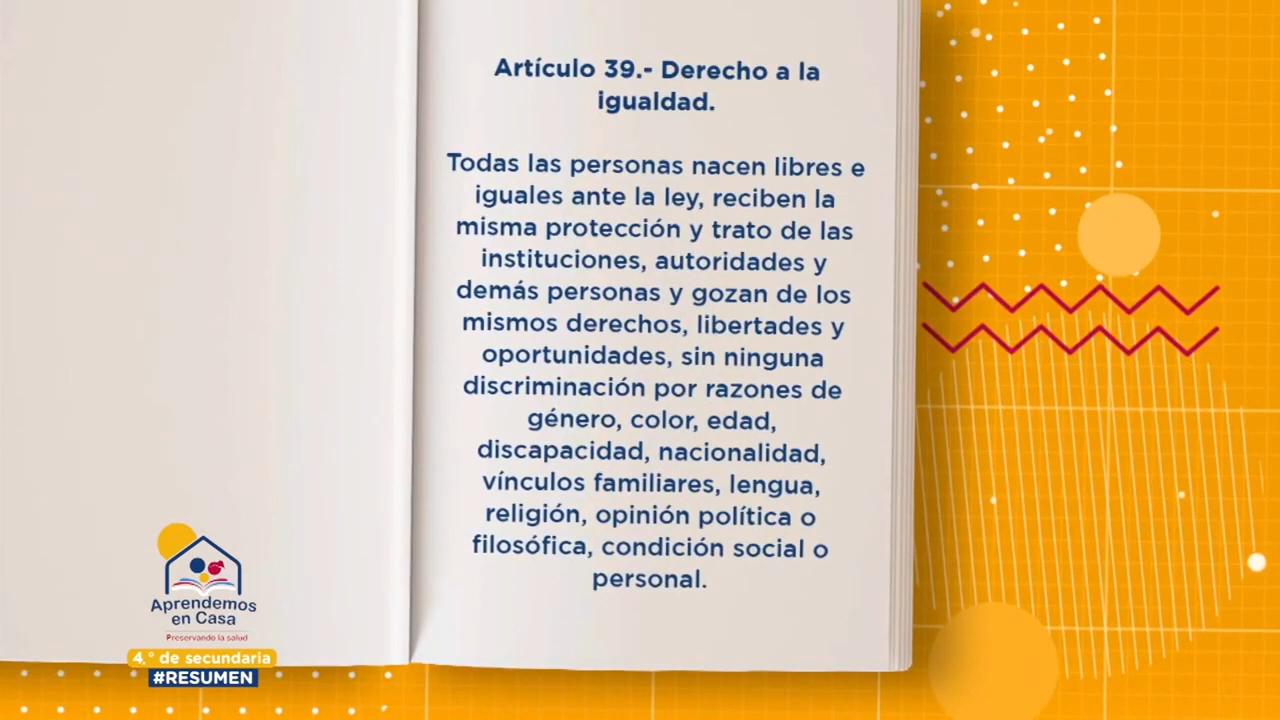 Artículo 39.- Derecho a la
igualdad.
Todas las personas nacen libres e
iguales ante la ley, reciben la
misma protección y trato de las
instituciones, autoridades y
demás personas y gozan de los
mismos derechos, libertades y
oportunidades, sin ninguna
discriminación por razones de
género, color, edad,
discapacidad, nacionalidad,
vínculos familiares, lengua,
religión, opinión política o
filosófica, condición social o
personal.
Aprendemos
en Casa
Preservando la salud
4.° de secundaria
#RESUMEN